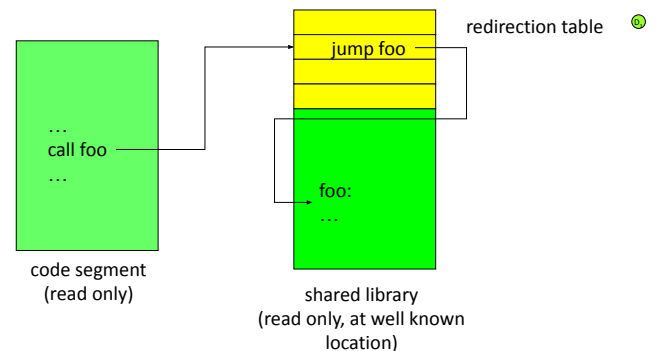 redirection table
jump foo
…
call foo
…
foo:
…
code segment
(read only)
shared library
(read only, at well known
location)